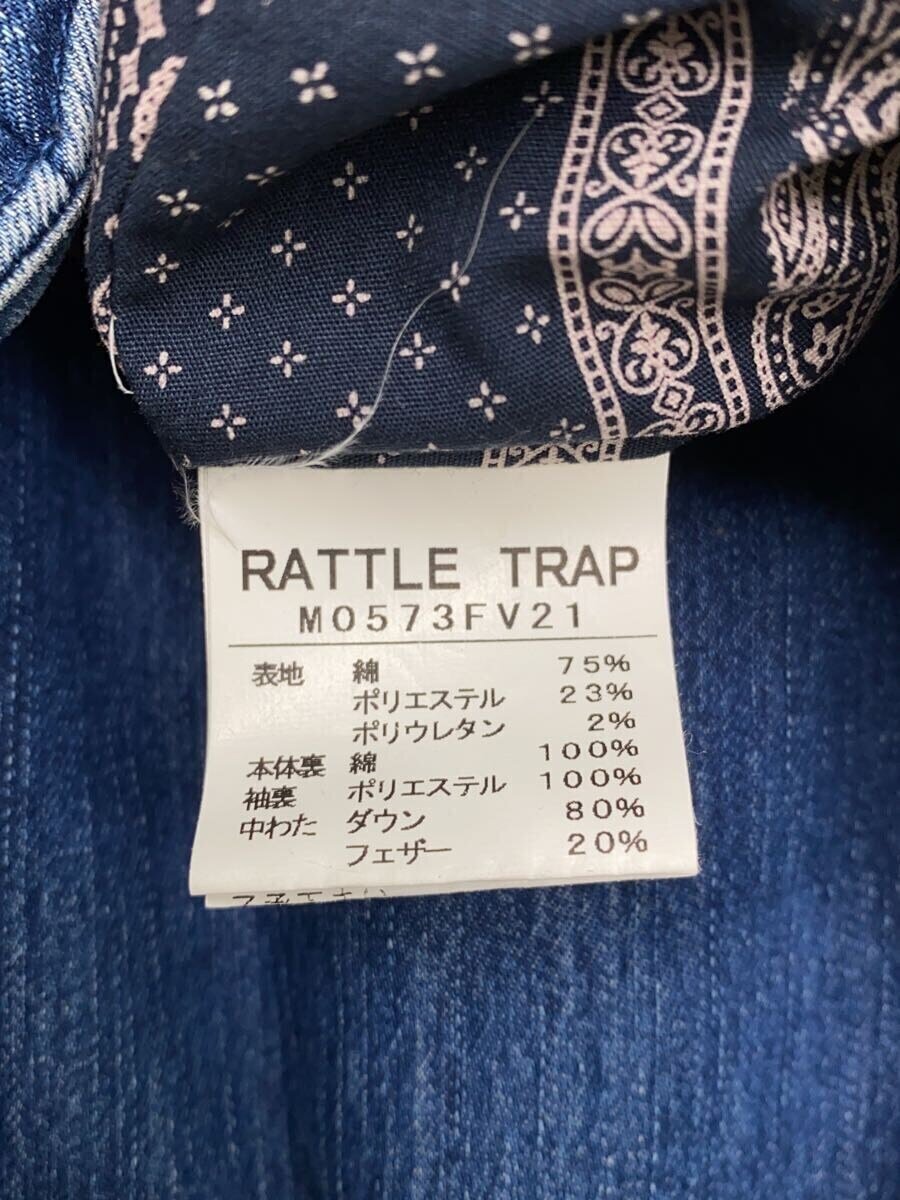 RATTLE TRAP
M0573FV21
表地 綿 75%
ポリエステル 23%
ポリウレタン 2%
本体裏 綿 100%
袖裏 ポリエステル 100%
中わた ダウン 80%
フェザー 20%